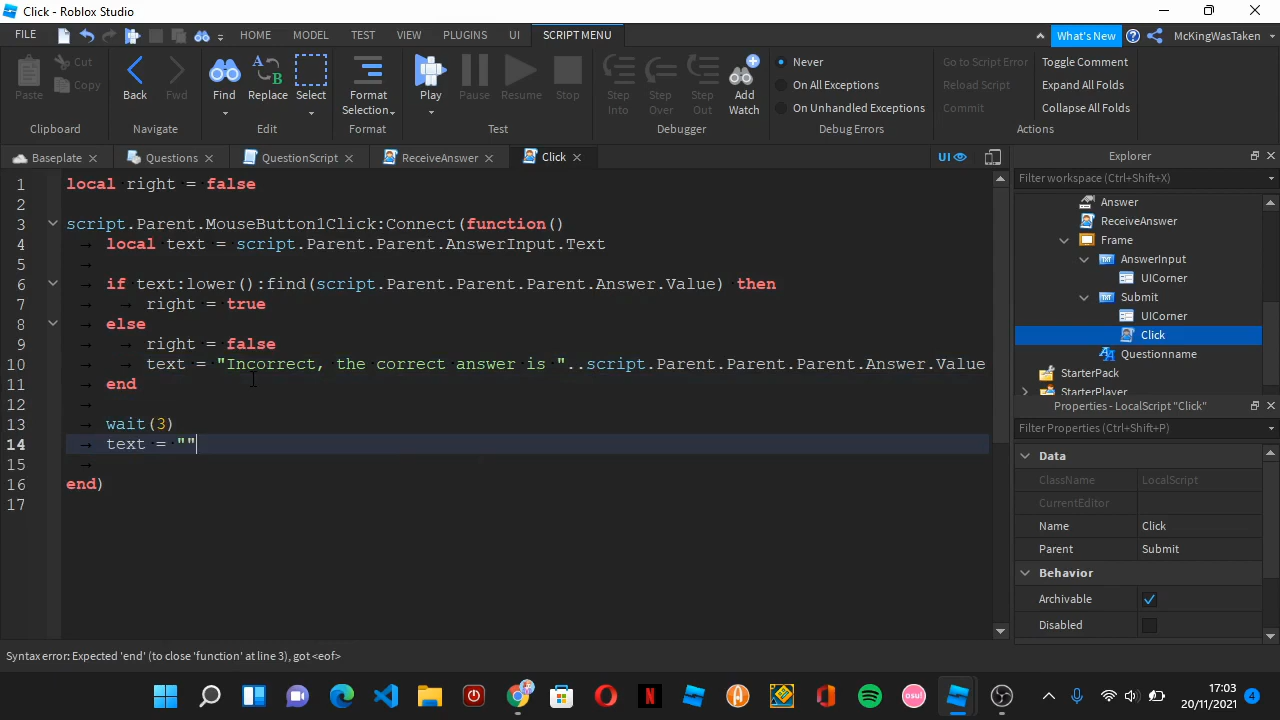 Click - Roblox Studio
FILE HOME MODEL TEST VIEW PLUGINS UI SCRIPT MENU What's New McKingWasTaken
Paste Cut Copy Back Fwd Find Replace Select Format Selection Play Pause Resume Stop Step Into Step Over Step Out Add Watch Never On All Exceptions On Unhandled Exceptions Go to Script Error Reload Script Commit Toggle Comment Expand All Folds Collapse All Folds
Clipboard Navigate Edit Format Test Debugger Debug Errors Actions
Baseplate Questions QuestionScript ReceiveAnswer Click UI Explorer
Filter workspace (Ctrl+Shift+X)
1 local right = false
2
3 script.Parent.MouseButton1Click:Connect(function()
4 local text = script.Parent.Parent.AnswerInput.Text
5
6 if text:lower():find(script.Parent.Parent.Parent.Answer.Value) then
7 right = true
8 else
9 right = false
10 text = "Incorrect, the correct answer is "..script.Parent.Parent.Parent.Answer.Value
11 end
12
13 wait(3)
14 text = ""
15
16 end)
17
Answer
ReceiveAnswer
Frame
AnswerInput
UICorner
Submit
UICorner
Click
Questionname
StarterPack
StarterPlayer
Properties - LocalScript "Click"
Filter Properties (Ctrl+Shift+P)
Data
ClassName LocalScript
CurrentEditor
Name Click
Parent Submit
Behavior
Archivable
Disabled
Syntax error: Expected 'end' (to close 'function' at line 3), got <eof>
osu!
17:03
20/11/2021
4